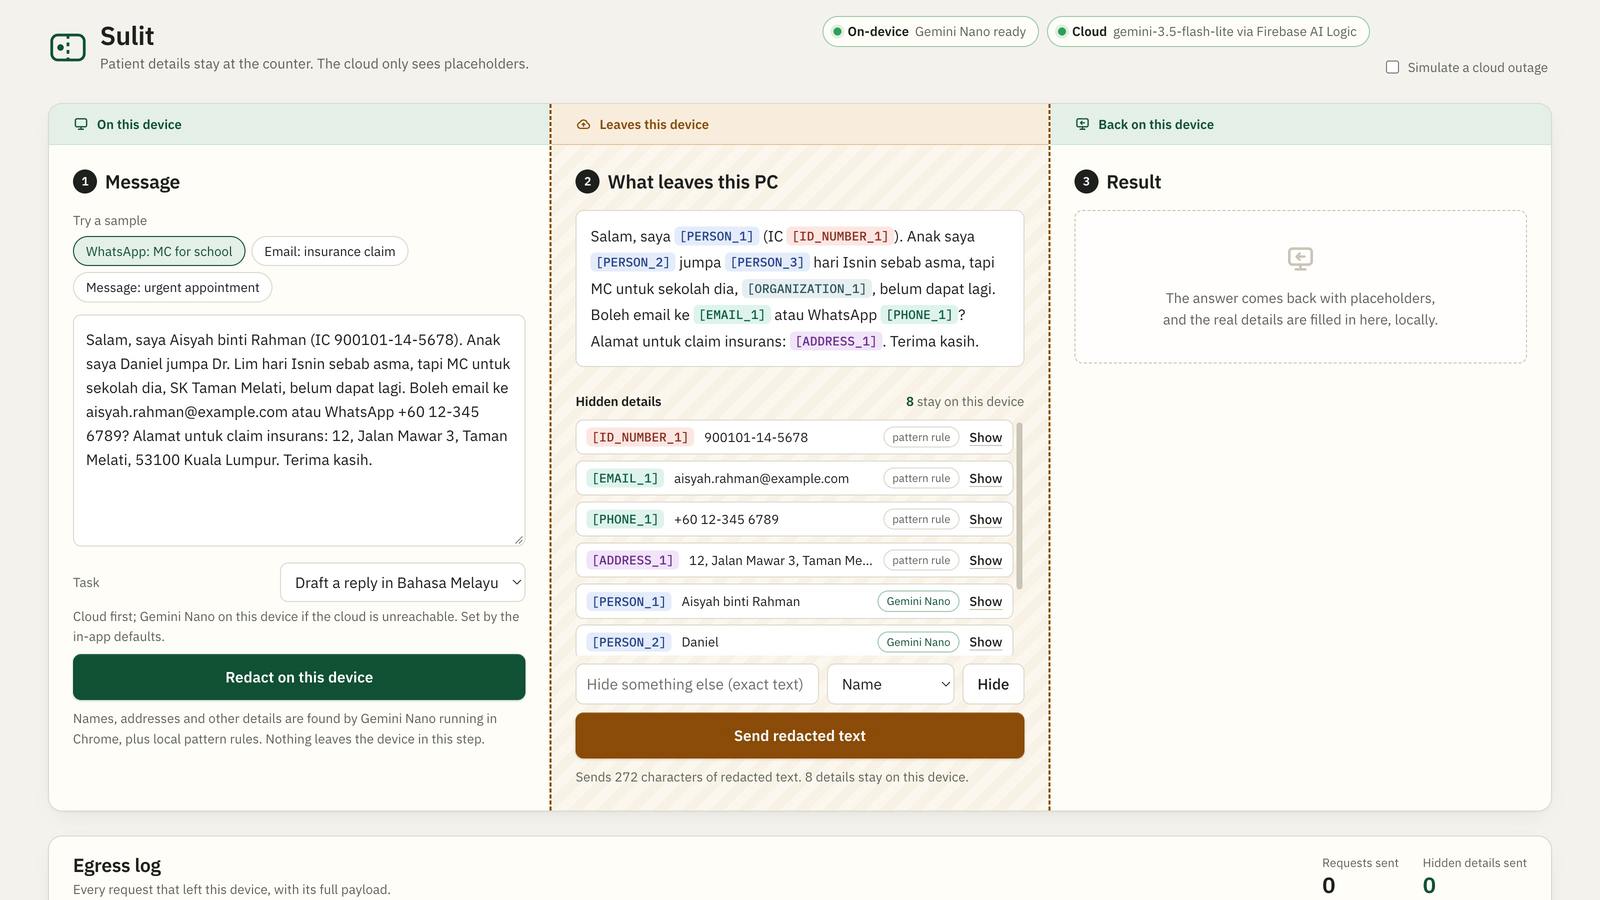 Sulit
Patient details stay at the counter. The cloud only sees placeholders.
On-device Gemini Nano ready
Cloud gemini-3.5-flash-lite via Firebase AI Logic
Simulate a cloud outage
On this device
1 Message
Try a sample
WhatsApp: MC for school
Email: insurance claim
Message: urgent appointment
Salam, saya Aisyah binti Rahman (IC 900101-14-5678). Anak
saya Daniel jumpa Dr. Lim hari Isnin sebab asma, tapi MC untuk
sekolah dia, SK Taman Melati, belum dapat lagi. Boleh email ke
aisyah.rahman@example.com atau WhatsApp +60 12-345
6789? Alamat untuk claim insurans: 12, Jalan Mawar 3, Taman
Melati, 53100 Kuala Lumpur. Terima kasih.
Task
Draft a reply in Bahasa Melayu
Cloud first; Gemini Nano on this device if the cloud is unreachable. Set by the
in-app defaults.
Redact on this device
Names, addresses and other details are found by Gemini Nano running in
Chrome, plus local pattern rules. Nothing leaves the device in this step.
Leaves this device
2 What leaves this PC
Salam, saya [PERSON_1] (IC [ID_NUMBER_1]). Anak saya
[PERSON_2] jumpa [PERSON_3] hari Isnin sebab asma, tapi
MC untuk sekolah dia, [ORGANIZATION_1], belum dapat lagi.
Boleh email ke [EMAIL_1] atau WhatsApp [PHONE_1]?
Alamat untuk claim insurans: [ADDRESS_1]. Terima kasih.
Hidden details
8 stay on this device
[ID_NUMBER_1] 900101-14-5678 pattern rule Show
[EMAIL_1] aisyah.rahman@example.com pattern rule Show
[PHONE_1] +60 12-345 6789 pattern rule Show
[ADDRESS_1] 12, Jalan Mawar 3, Taman Me... pattern rule Show
[PERSON_1] Aisyah binti Rahman Gemini Nano Show
[PERSON_2] Daniel Gemini Nano Show
Hide something else (exact text)
Name
Hide
Send redacted text
Sends 272 characters of redacted text. 8 details stay on this device.
Back on this device
3 Result
The answer comes back with placeholders,
and the real details are filled in here, locally.
Egress log
Every request that left this device, with its full payload.
Requests sent
0
Hidden details sent
0